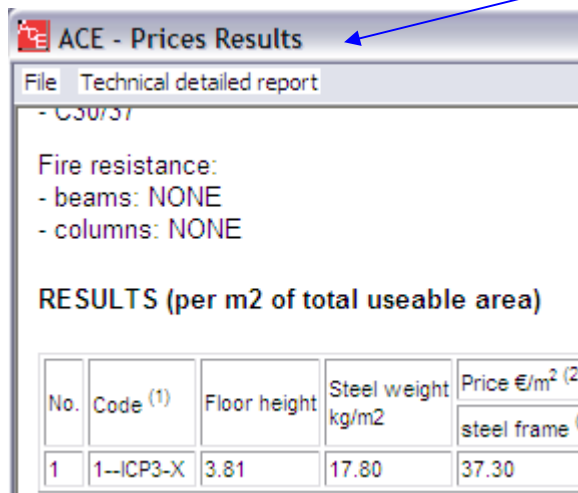 ACE - Prices Results
File Technical detailed report
- C30/37
Fire resistance:
- beams: NONE
- columns: NONE
RESULTS (per m2 of total useable area)
No. Code (1) Floor height Steel weight kg/m2 Price €/m² (2
steel frame (
1 1--ICP3-X 3.81 17.80 37.30